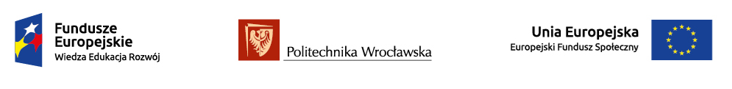 Fundusze
Europejskie
Wiedza Edukacja Rozwój
Politechnika Wrocławska
Unia Europejska
Europejski Fundusz Społeczny